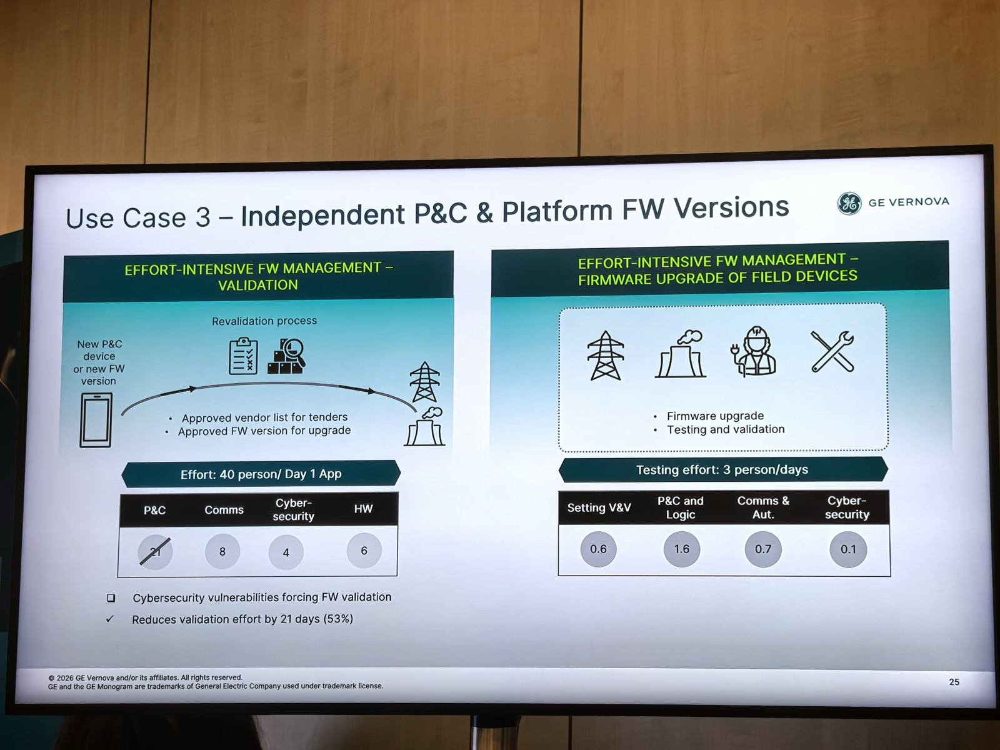 Use Case 3 – Independent P&C & Platform FW Versions
GE VERNOVA
EFFORT-INTENSIVE FW MANAGEMENT –
VALIDATION
Revalidation process
New P&C
device
or new FW
version
• Approved vendor list for tenders
• Approved FW version for upgrade
Effort: 40 person/ Day 1 App
P&C Comms Cyber-
security HW
21 8 4 6
❑ Cybersecurity vulnerabilities forcing FW validation
✓ Reduces validation effort by 21 days (53%)
EFFORT-INTENSIVE FW MANAGEMENT –
FIRMWARE UPGRADE OF FIELD DEVICES
• Firmware upgrade
• Testing and validation
Testing effort: 3 person/days
Setting V&V P&C and
Logic Comms &
Aut. Cyber-
security
0.6 1.6 0.7 0.1
© 2026 GE Vernova and/or its affiliates. All rights reserved.
GE and the GE Monogram are trademarks of General Electric Company used under trademark license.
25